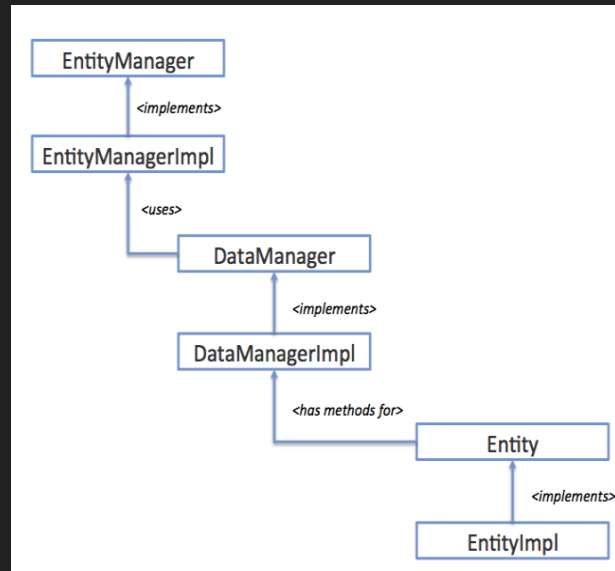 EntityManager
<implements>
EntityManagerImpl
<uses>
DataManager
<implements>
DataManagerImpl
<has methods for>
Entity
<implements>
EntityImpl